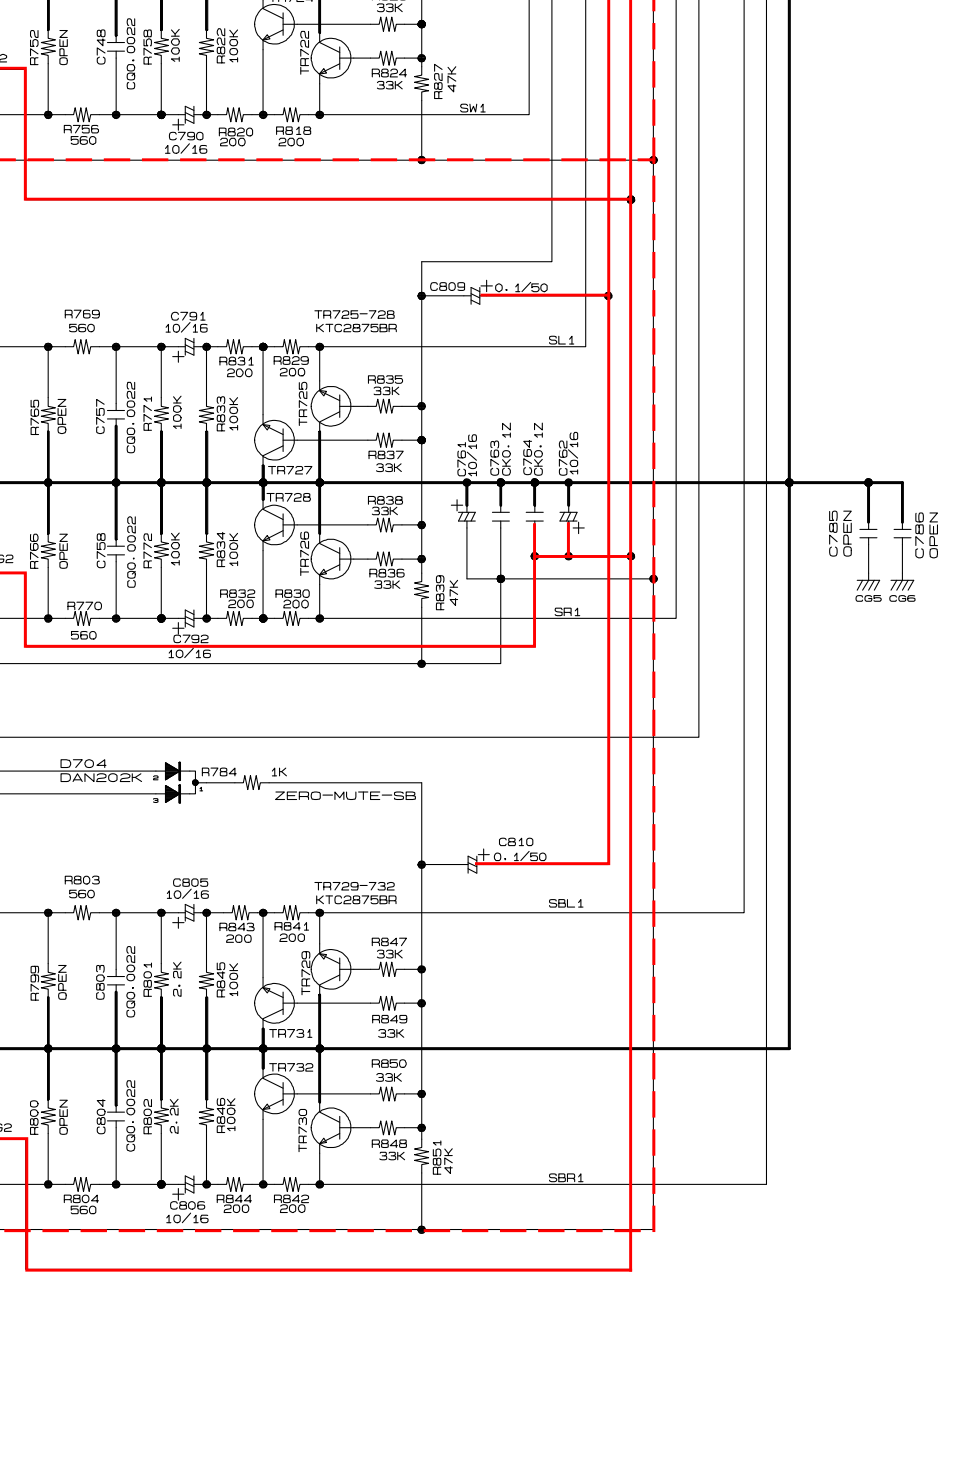 R752
OPEN
C748
CQ0.0022
R758
100K
R822
100K
TR722
R824
33K
R827
47K
SW1
R756
560
C790
10/16
R820
200
R818
200
C809
0.1/50
R769
560
C791
10/16
TR725-728
KTC2875BR
R831
200
R829
200
SL1
R765
OPEN
C757
CQ0.0022
R771
100K
R833
100K
TR725
R835
33K
R837
33K
TR727
C761
10/16
C763
CK0.1Z
C764
CK0.1Z
C762
10/16
TR728
R838
33K
R766
OPEN
C758
CQ0.0022
R772
100K
R834
100K
TR726
R836
33K
R839
47K
C785
OPEN
C786
OPEN
CG5
CG6
R770
560
C792
10/16
R832
200
R830
200
SR1
D704
DAN202K
2
3
1
R784
1K
ZERO-MUTE-SB
C810
0.1/50
R803
560
C805
10/16
TR729-732
KTC2875BR
R843
200
R841
200
SBL1
R799
OPEN
C803
CQ0.0022
R801
2.2K
R845
100K
TR729
R847
33K
R849
33K
TR731
TR732
R850
33K
R800
OPEN
C804
CQ0.0022
R802
2.2K
R846
100K
TR730
R848
33K
R851
47K
R804
560
C806
10/16
R844
200
R842
200
SBR1